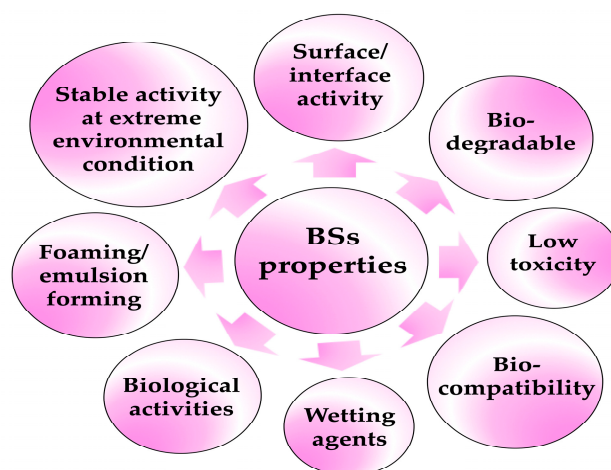 Surface/
interface
activity
Stable activity
at extreme
environmental
condition
Bio-
degradable
BSs
properties
Foaming/
emulsion
forming
Low
toxicity
Biological
activities
Wetting
agents
Bio-
compatibility